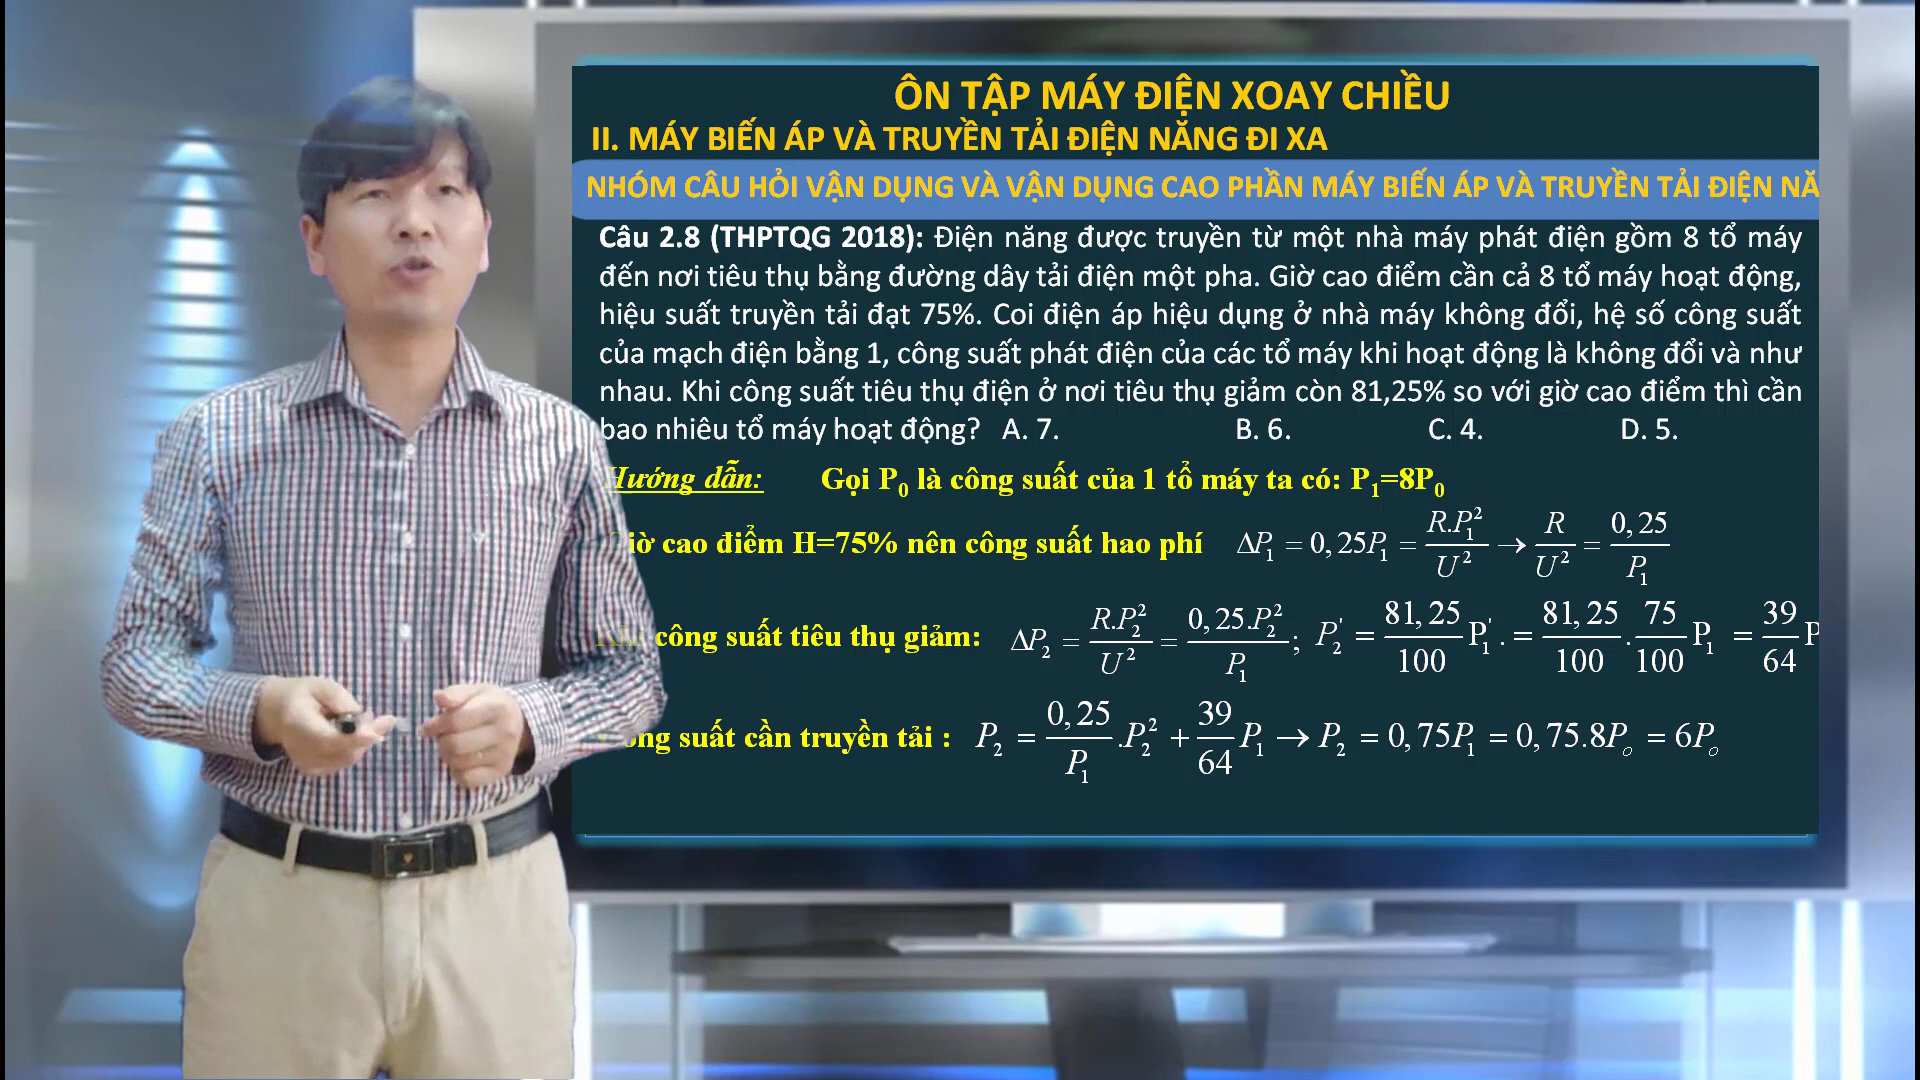 ÔN TẬP MÁY ĐIỆN XOAY CHIỀU
II. MÁY BIẾN ÁP VÀ TRUYỀN TẢI ĐIỆN NĂNG ĐI XA
NHÓM CÂU HỎI VẬN DỤNG VÀ VẬN DỤNG CAO PHẦN MÁY BIẾN ÁP VÀ TRUYỀN TẢI ĐIỆN NĂ
Câu 2.8 (THPTQG 2018): Điện năng được truyền từ một nhà máy phát điện gồm 8 tổ máy
đến nơi tiêu thụ bằng đường dây tải điện một pha. Giờ cao điểm cần cả 8 tổ máy hoạt động,
hiệu suất truyền tải đạt 75%. Coi điện áp hiệu dụng ở nhà máy không đổi, hệ số công suất
của mạch điện bằng 1, công suất phát điện của các tổ máy khi hoạt động là không đổi và như
nhau. Khi công suất tiêu thụ điện ở nơi tiêu thụ giảm còn 81,25% so với giờ cao điểm thì cần
bao nhiêu tổ máy hoạt động? A. 7. B. 6. C. 4. D. 5.
Hướng dẫn: Gọi P₀ là công suất của 1 tổ máy ta có: P₁=8P₀
Giờ cao điểm H=75% nên công suất hao phí ΔP₁ = 0,25P₁ = R.P₁²/U² → R/U² = 0,25/P₁
Khi công suất tiêu thụ giảm: ΔP₂ = R.P₂²/U² = 0,25.P₂²/P₁; P₂' = 81,25/100 P₁'. = 81,25/100 . 75/100 P₁ = 39/64 P
ông suất cần truyền tải : P₂ = 0,25/P₁ .P₂² + 39/64 P₁ → P₂ = 0,75P₁ = 0,75.8Pₒ = 6Pₒ